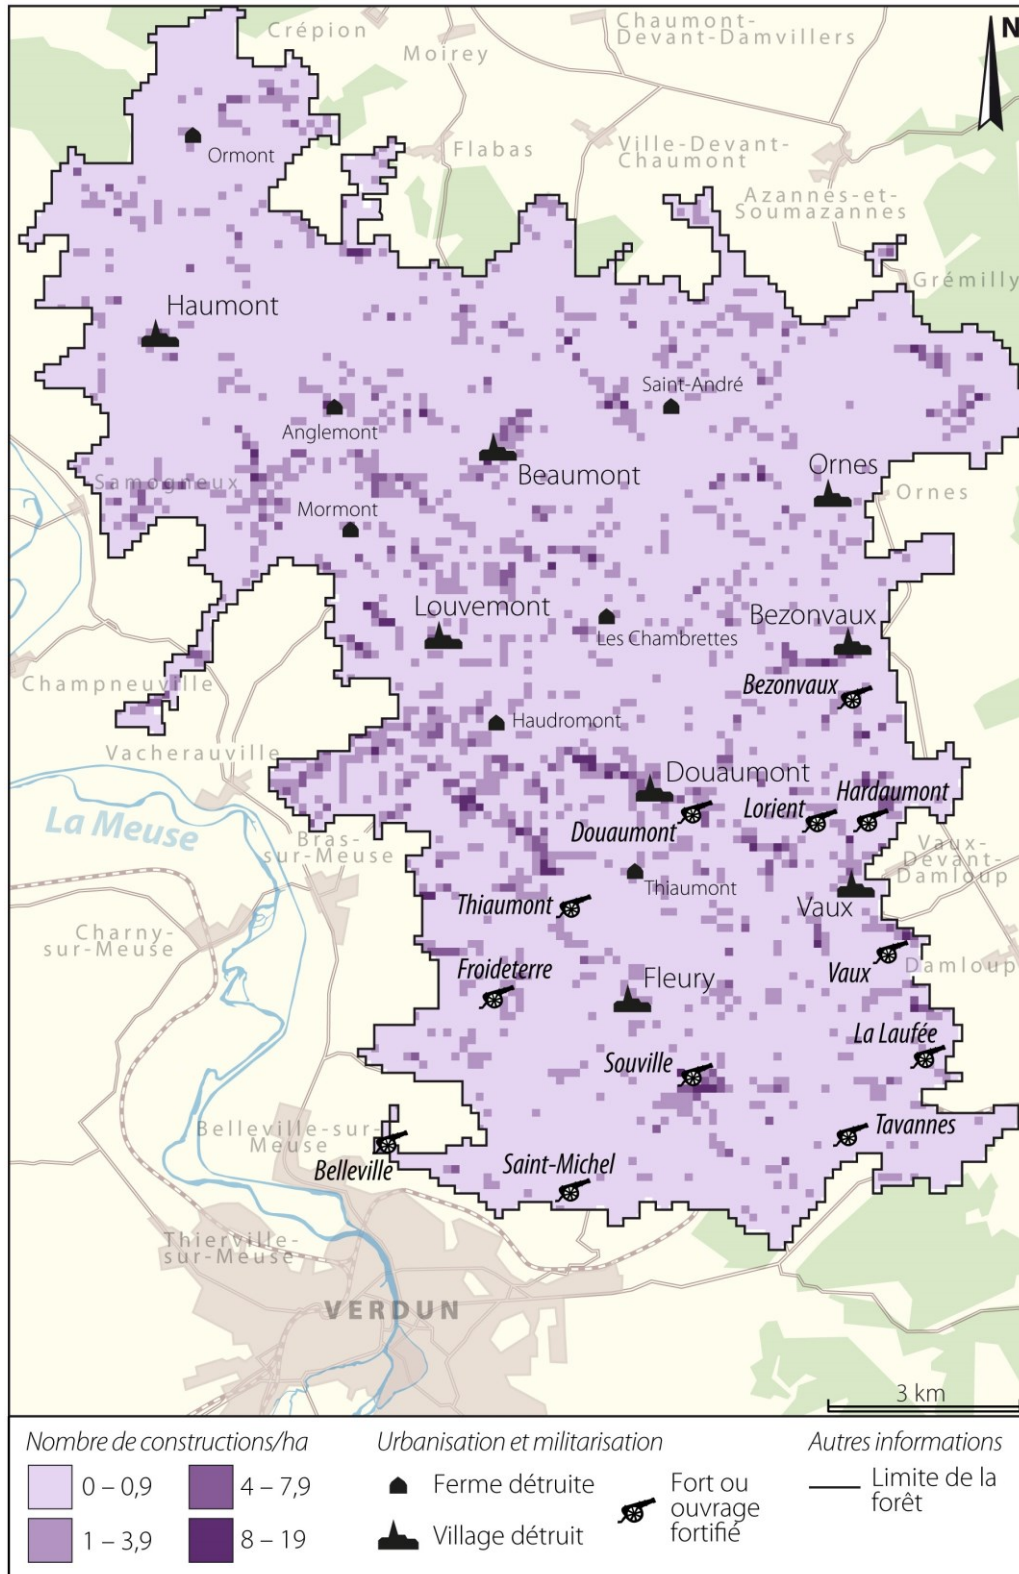 Crépion
Moirey
Chaumont-
Devant-Damvillers
N
Ormont
Flabas
Ville-Devant-
Chaumont
Azannes-et-
Soumazannes
Grémilly
Haumont
Saint-André
Anglemont
Beaumont
Ornes
Samogneux
Ornes
Mormont
Louvemont
Les Chambrettes
Bezonvaux
Champneuville
Bezonvaux
Haudromont
Vacherauville
Douaumont
Hardaumont
La Meuse
Lorient
Douaumont
Bras-
sur-Meuse
Vaux-
Devant-
Damloup
Thiaumont
Thiaumont
Vaux
Charny-
sur-Meuse
Froideterre
Fleury
Vaux
Damloup
La Laufée
Souville
Belleville-sur-
Meuse
Tavannes
Belleville
Saint-Michel
Thierville-
sur-Meuse
VERDUN
3 km
Nombre de constructions/ha
0 – 0,9
4 – 7,9
1 – 3,9
8 – 19
Urbanisation et militarisation
Ferme détruite
Village détruit
Fort ou
ouvrage
fortifié
Autres informations
Limite de la
forêt